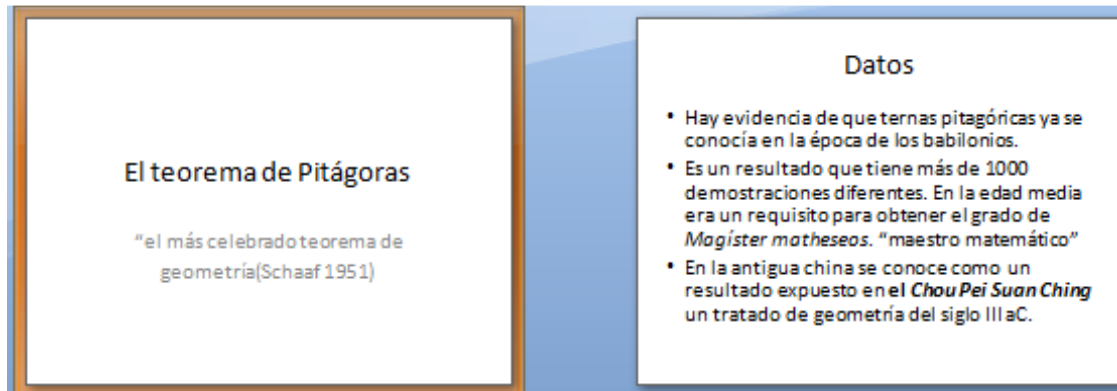 El teorema de Pitágoras
“el más celebrado teorema de
geometría(Schaaf 1951)
Datos
• Hay evidencia de que ternas pitagóricas ya se
conocía en la época de los babilonios.
• Es un resultado que tiene más de 1000
demostraciones diferentes. En la edad media
era un requisito para obtener el grado de
Magíster matheseos. “maestro matemático”
• En la antigua china se conoce como un
resultado expuesto en el Chou Pei Suan Ching
un tratado de geometría del siglo III aC.